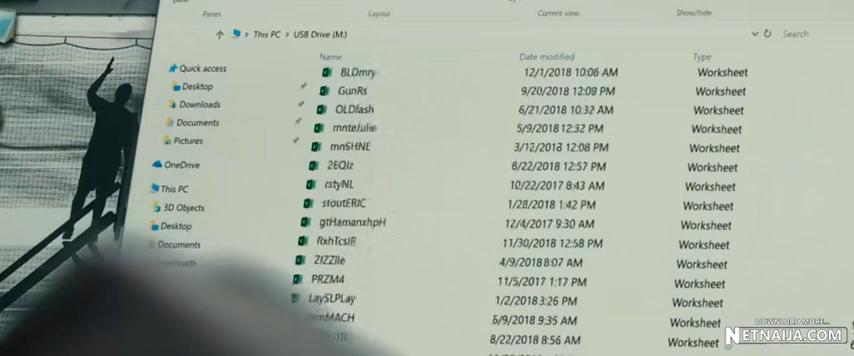 Panes Layout Current view Show/hide
This PC > USB Drive (M:) Search
Name Date modified Type
Quick access
Desktop
Downloads
Documents
Pictures
OneDrive
This PC
3D Objects
Desktop
Documents
Downloads
BLDmry 12/1/2018 10:06 AM Worksheet
GunRs 9/20/2018 12:09 PM Worksheet
OLDfash 6/21/2018 10:32 AM Worksheet
mnteJulie 5/9/2018 12:32 PM Worksheet
mnSHNE 3/12/2018 12:08 PM Worksheet
2EQIz 8/22/2018 12:57 PM Worksheet
rstyNL 10/22/2017 8:43 AM Worksheet
stoutERIC 1/28/2018 1:42 PM Worksheet
gtHamanxhpH 12/4/2017 9:30 AM Worksheet
11/30/2018 12:58 PM Worksheet
4/9/2018 8:07 AM Worksheet
PRZM4 11/5/2017 1:17 PM Worksheet
LaySLPLay 1/2/2018 3:26 PM Worksheet
6/9/2018 9:35 AM Worksheet
8/22/2018 8:56 AM Worksheet
DOWNLOAD MORE...
NETNAIJA.COM